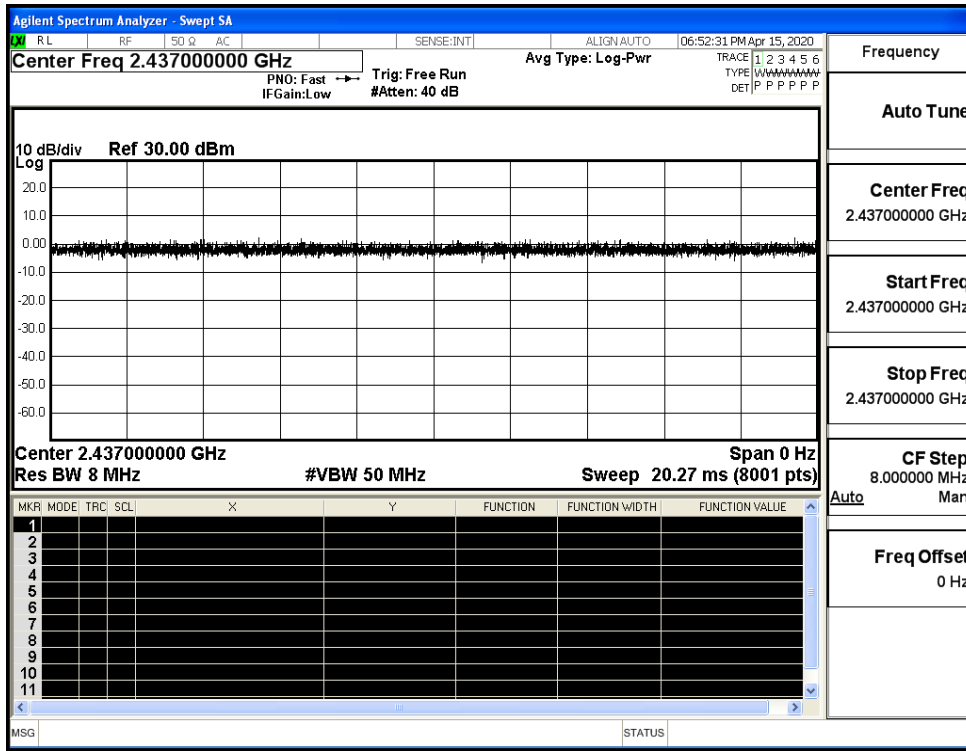 Agilent Spectrum Analyzer - Swept SA
LXI RL RF 50 Ω AC SENSE:INT ALIGN AUTO 06:52:31 PM Apr 15, 2020
Center Freq 2.437000000 GHz
PNO: Fast
IFGain:Low
Trig: Free Run
#Atten: 40 dB
Avg Type: Log-Pwr
TRACE 1 2 3 4 5 6
TYPE
DET P P P P P P
10 dB/div Ref 30.00 dBm
Log
20.0
10.0
0.00
-10.0
-20.0
-30.0
-40.0
-50.0
-60.0
Center 2.437000000 GHz Span 0 Hz
Res BW 8 MHz #VBW 50 MHz Sweep 20.27 ms (8001 pts)
MKR MODE TRC SCL X Y FUNCTION FUNCTION WIDTH FUNCTION VALUE
1
2
3
4
5
6
7
8
9
10
11
MSG STATUS
Frequency
Auto Tune
Center Freq
2.437000000 GHz
Start Freq
2.437000000 GHz
Stop Freq
2.437000000 GHz
CF Step
8.000000 MHz
Auto Man
Freq Offset
0 Hz